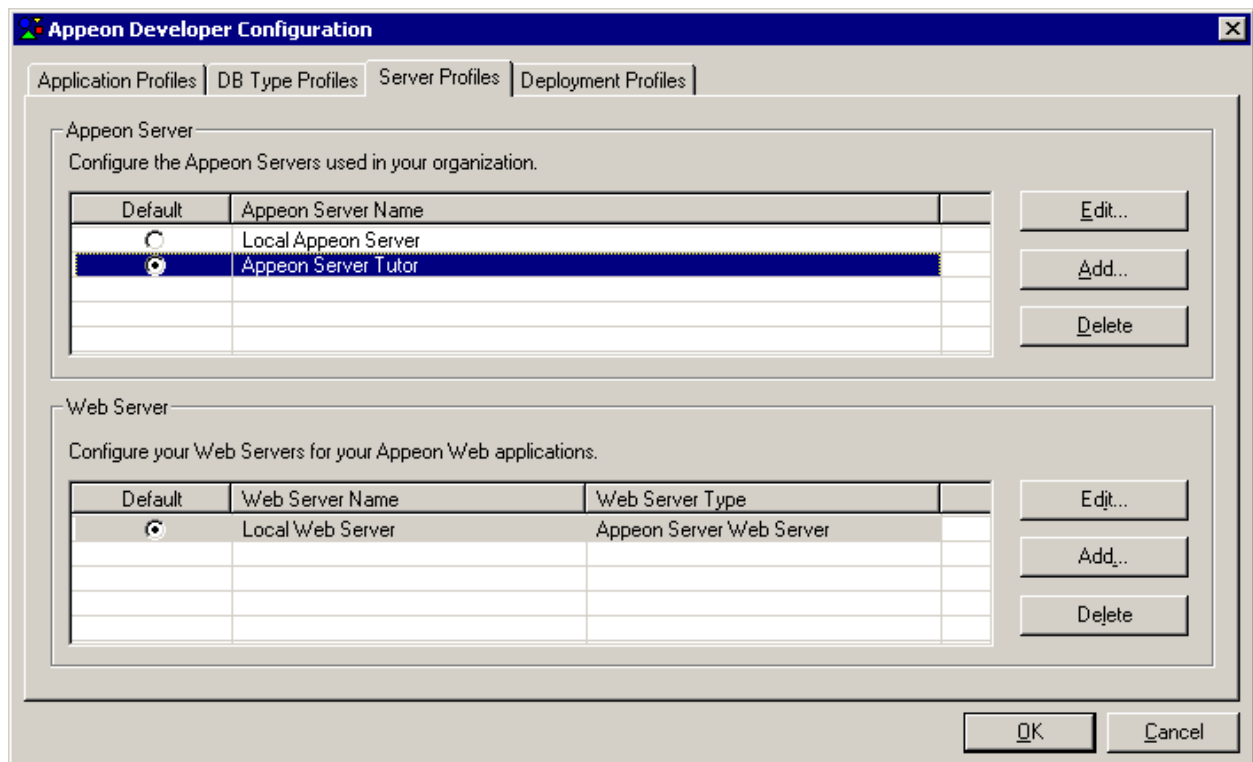 Appeon Developer Configuration
Application Profiles DB Type Profiles Server Profiles Deployment Profiles
Appeon Server
Configure the Appeon Servers used in your organization.
Default Appeon Server Name
Edit...
Local Appeon Server
Appeon Server Tutor
Add...
Delete
Web Server
Configure your Web Servers for your Appeon Web applications.
Default Web Server Name Web Server Type
Edit...
Local Web Server Appeon Server Web Server
Add...
Delete
OK Cancel